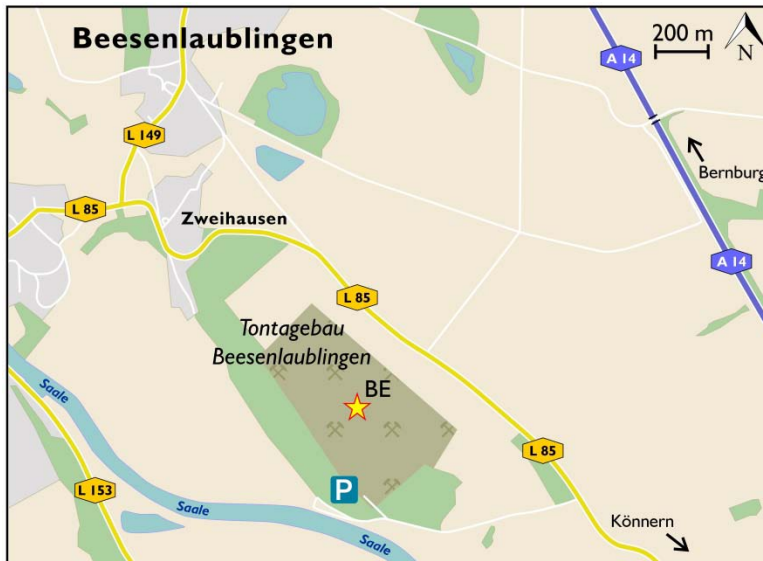 Beesenlaublingen
200 m
N
A 14
L 149
Bernburg
L 85
Zweihausen
A 14
L 85
Tontagebau
Beesenlaublingen
Saale
BE
L 85
P
L 153
Saale
Könnern
Saale